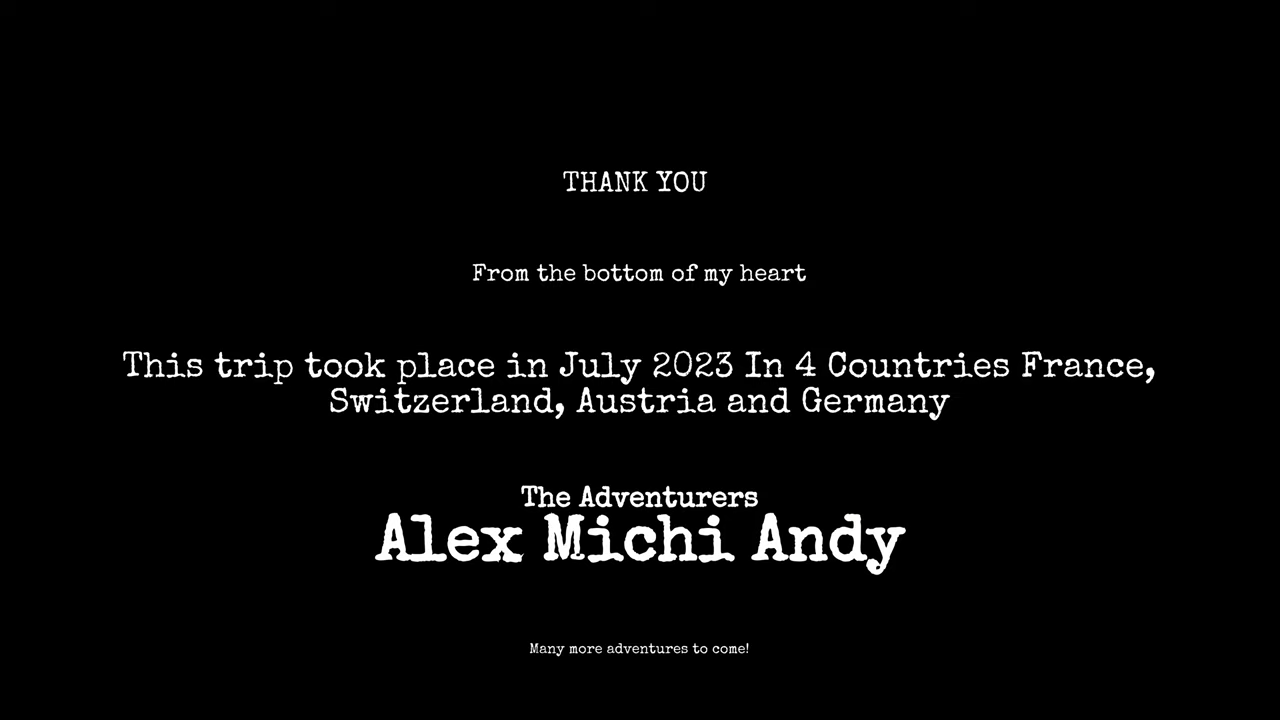 THANK YOU
From the bottom of my heart
This trip took place in July 2023 In 4 Countries France,
Switzerland, Austria and Germany
The Adventurers
Alex Michi Andy
Many more adventures to come!